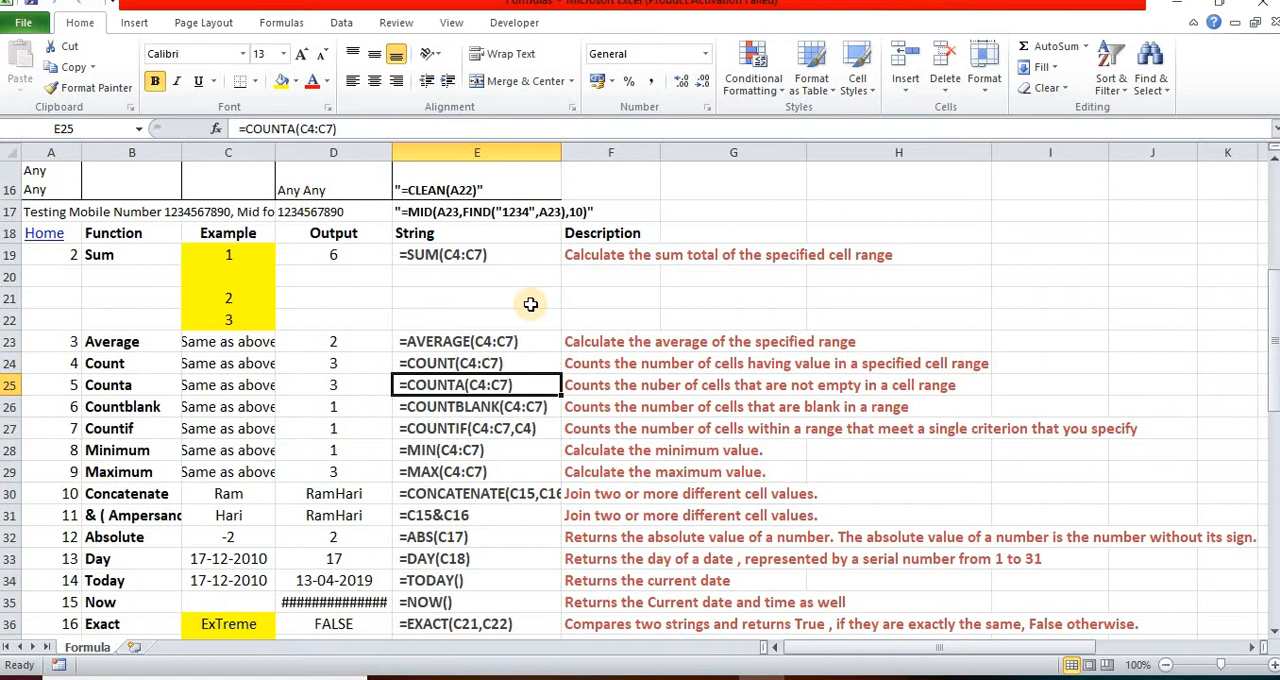 Formulas - Microsoft Excel (Product Activation Failed)
File Home Insert Page Layout Formulas Data Review View Developer
Paste Cut Copy Format Painter Clipboard
Calibri 13 A A B I U A Font
Wrap Text Merge & Center Alignment
General % , Number
Conditional Formatting Format as Table Cell Styles Styles
Insert Delete Format Cells
Σ AutoSum Fill Clear Sort & Filter Find & Select Editing
E25 fx =COUNTA(C4:C7)
A B C D E F G H I J K
16 Any Any Any Any "=CLEAN(A22)"
17 Testing Mobile Number 1234567890, Mid fo 1234567890 "=MID(A23,FIND("1234",A23),10)"
18 Home Function Example Output String Description
19 2 Sum 1 6 =SUM(C4:C7) Calculate the sum total of the specified cell range
20
21 2
22 3
23 3 Average Same as above 2 =AVERAGE(C4:C7) Calculate the average of the specified range
24 4 Count Same as above 3 =COUNT(C4:C7) Counts the number of cells having value in a specified cell range
25 5 Counta Same as above 3 =COUNTA(C4:C7) Counts the nuber of cells that are not empty in a cell range
26 6 Countblank Same as above 1 =COUNTBLANK(C4:C7) Counts the number of cells that are blank in a range
27 7 Countif Same as above 1 =COUNTIF(C4:C7,C4) Counts the number of cells within a range that meet a single criterion that you specify
28 8 Minimum Same as above 1 =MIN(C4:C7) Calculate the minimum value.
29 9 Maximum Same as above 3 =MAX(C4:C7) Calculate the maximum value.
30 10 Concatenate Ram RamHari =CONCATENATE(C15,C16 Join two or more different cell values.
31 11 & ( Ampersanc Hari RamHari =C15&C16 Join two or more different cell values.
32 12 Absolute -2 2 =ABS(C17) Returns the absolute value of a number. The absolute value of a number is the number without its sign.
33 13 Day 17-12-2010 17 =DAY(C18) Returns the day of a date , represented by a serial number from 1 to 31
34 14 Today 17-12-2010 13-04-2019 =TODAY() Returns the current date
35 15 Now ############## =NOW() Returns the Current date and time as well
36 16 Exact ExTreme FALSE =EXACT(C21,C22) Compares two strings and returns True , if they are exactly the same, False otherwise.
Formula
Ready 100%